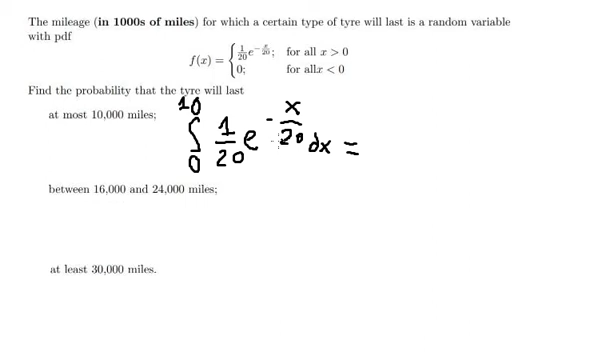 The mileage (in 1000s of miles) for which a certain type of tyre will last is a random variable
with pdf
f(x) = { 1/20 e^{-x/20}; for all x > 0
0; for allx < 0
Find the probability that the tyre will last
at most 10,000 miles; ∫_0^10 1/20 e^{-x/20} dx =
between 16,000 and 24,000 miles;
at least 30,000 miles.